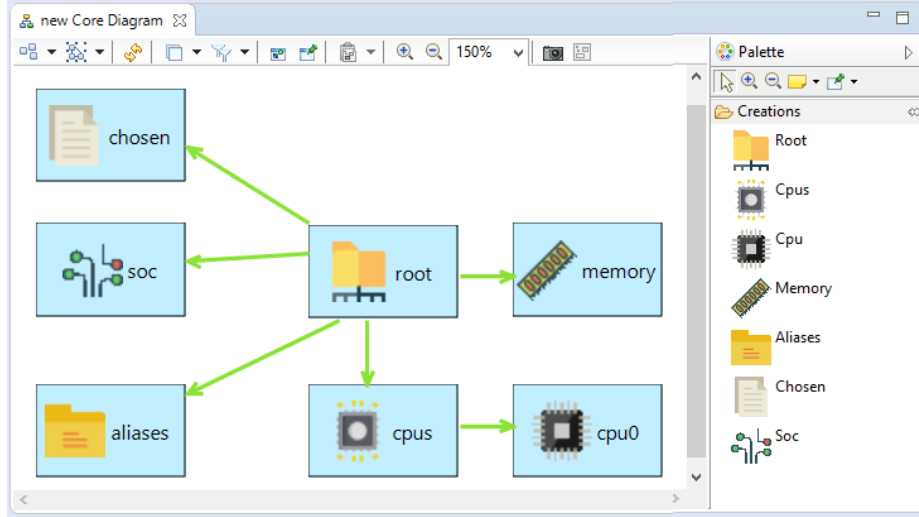 new Core Diagram
150%
Palette
Creations
Root
Cpus
Cpu
Memory
Aliases
Chosen
Soc
chosen
soc
root
memory
aliases
cpus
cpu0